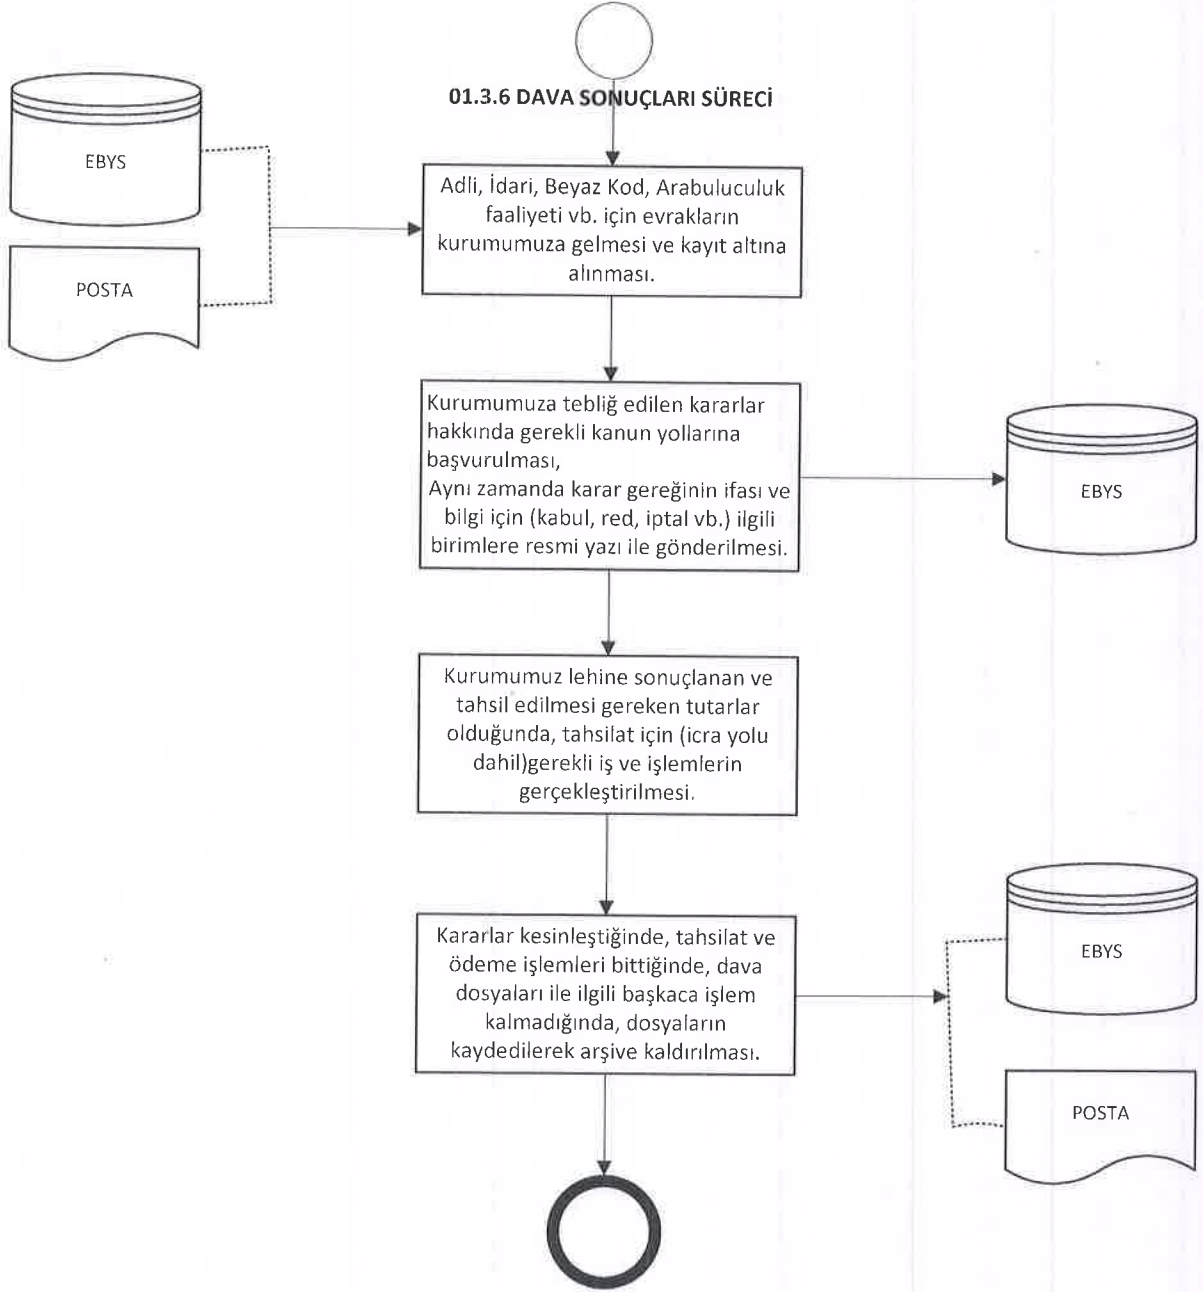 01.3.6 DAVA SONUÇLARI SÜRECİ
EBYS
POSTA
Adli, İdari, Beyaz Kod, Arabuluculuk
faaliyeti vb. için evrakların
kurumumuza gelmesi ve kayıt altına
alınması.
Kurumumuza tebliğ edilen kararlar
hakkında gerekli kanun yollarına
başvurulması,
Aynı zamanda karar gereğinin ifası ve
bilgi için (kabul, red, iptal vb.) ilgili
birimlere resmi yazı ile gönderilmesi.
EBYS
Kurumumuz lehine sonuçlanan ve
tahsil edilmesi gereken tutarlar
olduğunda, tahsilat için (icra yolu
dahil)gerekli iş ve işlemlerin
gerçekleştirilmesi.
Kararlar kesinleştiğinde, tahsilat ve
ödeme işlemleri bittiğinde, dava
dosyaları ile ilgili başkaca işlem
kalmadığında, dosyaların
kaydedilerek arşive kaldırılması.
EBYS
POSTA